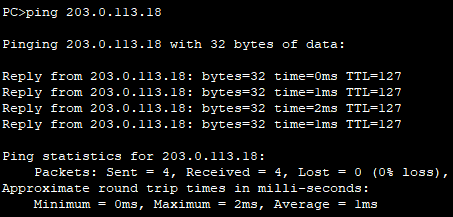 PC>ping 203.0.113.18
Pinging 203.0.113.18 with 32 bytes of data:
Reply from 203.0.113.18: bytes=32 time=0ms TTL=127
Reply from 203.0.113.18: bytes=32 time=1ms TTL=127
Reply from 203.0.113.18: bytes=32 time=2ms TTL=127
Reply from 203.0.113.18: bytes=32 time=1ms TTL=127
Ping statistics for 203.0.113.18:
    Packets: Sent = 4, Received = 4, Lost = 0 (0% loss),
Approximate round trip times in milli-seconds:
    Minimum = 0ms, Maximum = 2ms, Average = 1ms